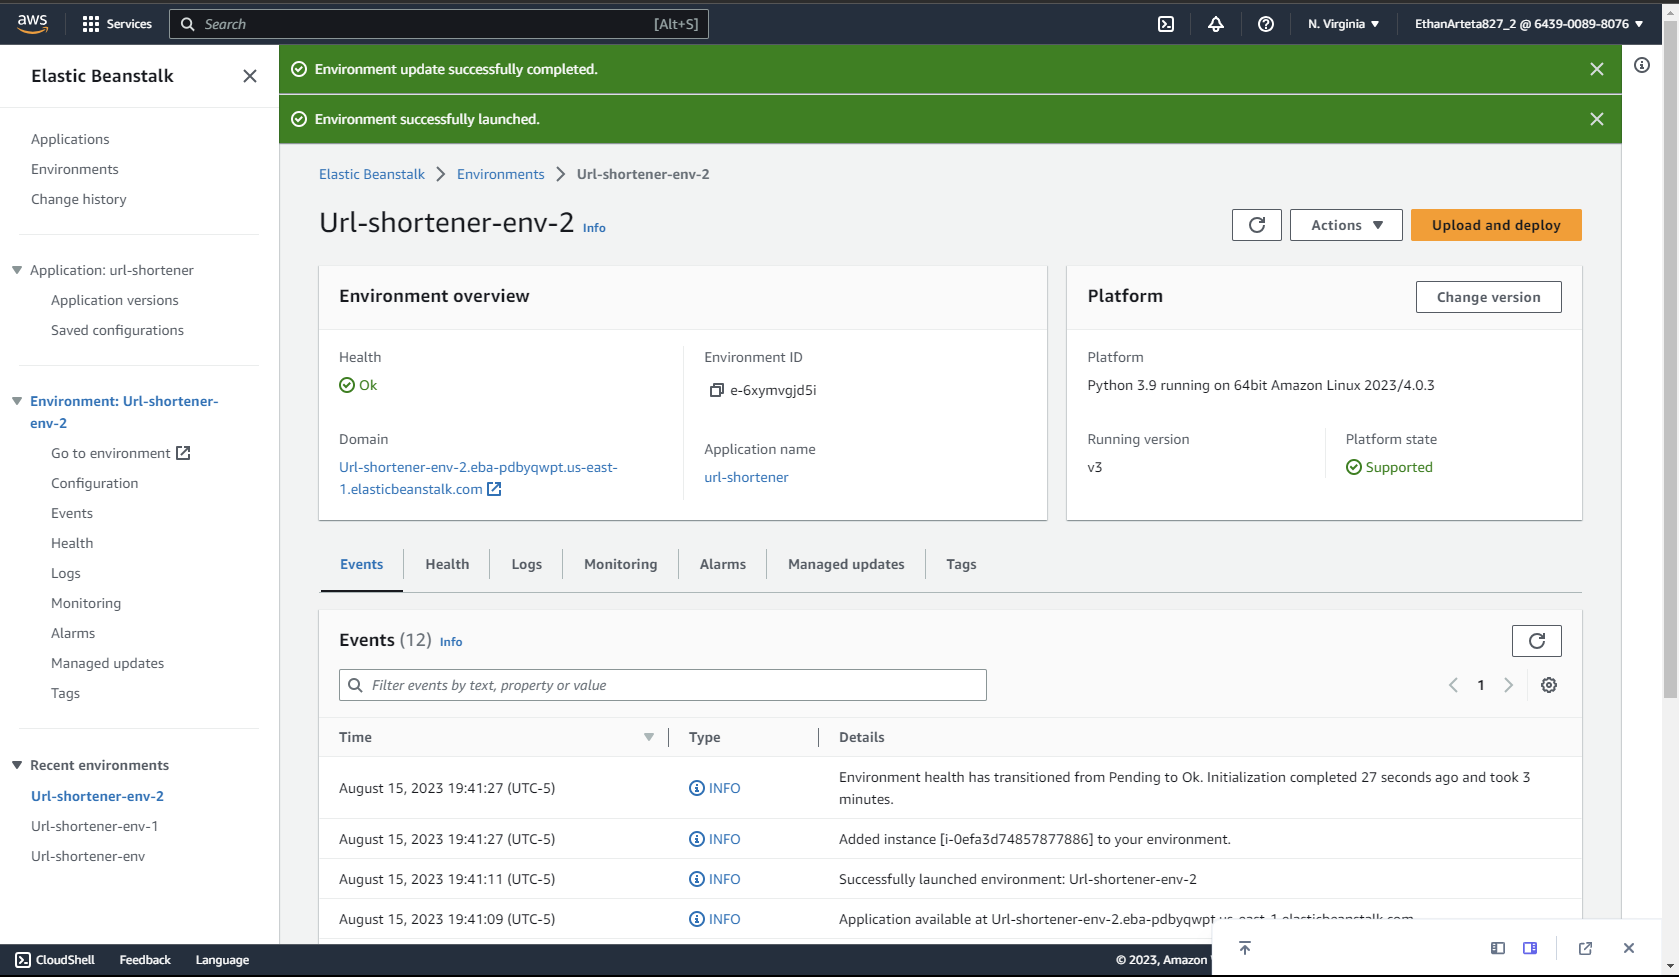 aws
Services
Search [Alt+S]
N. Virginia
EthanArteta827_2 @ 6439-0089-8076
Elastic Beanstalk
Applications
Environments
Change history
Application: url-shortener
Application versions
Saved configurations
Environment: Url-shortener-
env-2
Go to environment
Configuration
Events
Health
Logs
Monitoring
Alarms
Managed updates
Tags
Recent environments
Url-shortener-env-2
Url-shortener-env-1
Url-shortener-env
Environment update successfully completed.
Environment successfully launched.
Elastic Beanstalk > Environments > Url-shortener-env-2
Url-shortener-env-2 Info
Actions
Upload and deploy
Environment overview
Health
Ok
Domain
Url-shortener-env-2.eba-pdbyqwpt.us-east-
1.elasticbeanstalk.com
Environment ID
e-6xymvgjd5i
Application name
url-shortener
Platform
Change version
Platform
Python 3.9 running on 64bit Amazon Linux 2023/4.0.3
Running version
v3
Platform state
Supported
Events Health Logs Monitoring Alarms Managed updates Tags
Events (12) Info
Filter events by text, property or value
1
Time Type Details
August 15, 2023 19:41:27 (UTC-5) INFO Environment health has transitioned from Pending to Ok. Initialization completed 27 seconds ago and took 3
minutes.
August 15, 2023 19:41:27 (UTC-5) INFO Added instance [i-0efa3d74857877886] to your environment.
August 15, 2023 19:41:11 (UTC-5) INFO Successfully launched environment: Url-shortener-env-2
August 15, 2023 19:41:09 (UTC-5) INFO Application available at Url-shortener-env-2.eba-pdbyqwpt.us-east-1.elasticbeanstalk.com
CloudShell Feedback Language © 2023, Amazon